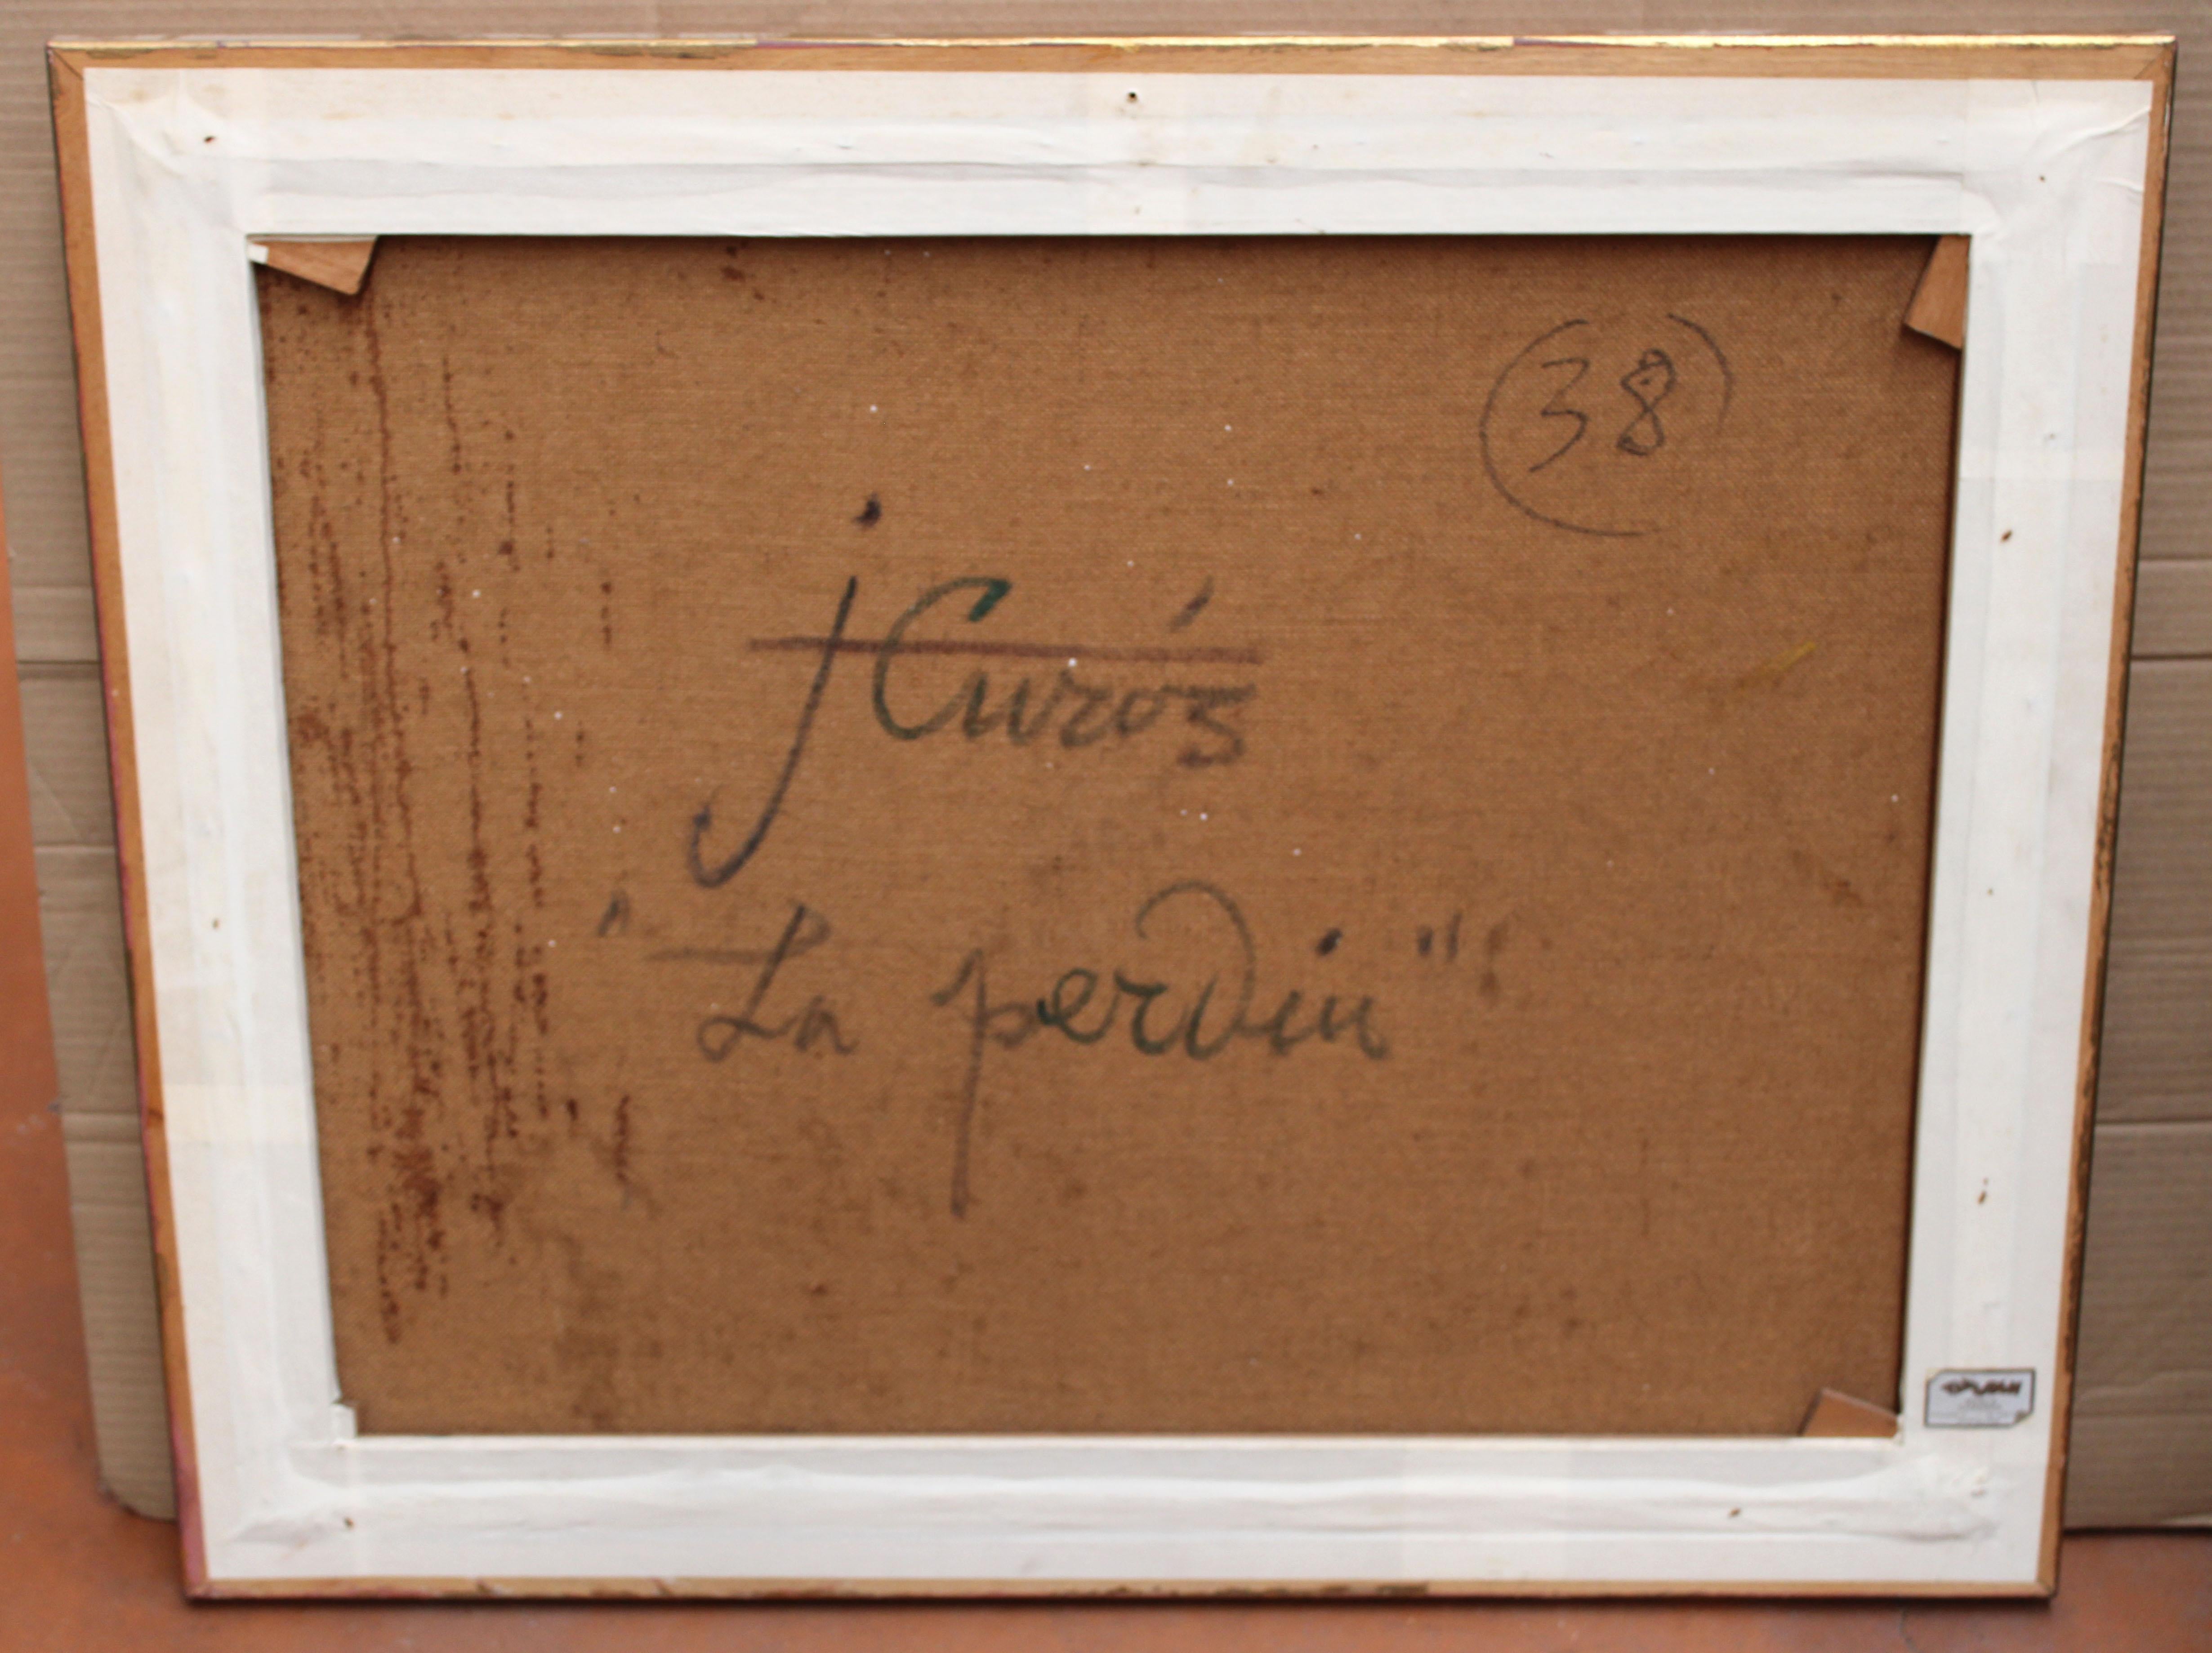 38
j Curós
"La perdiu"